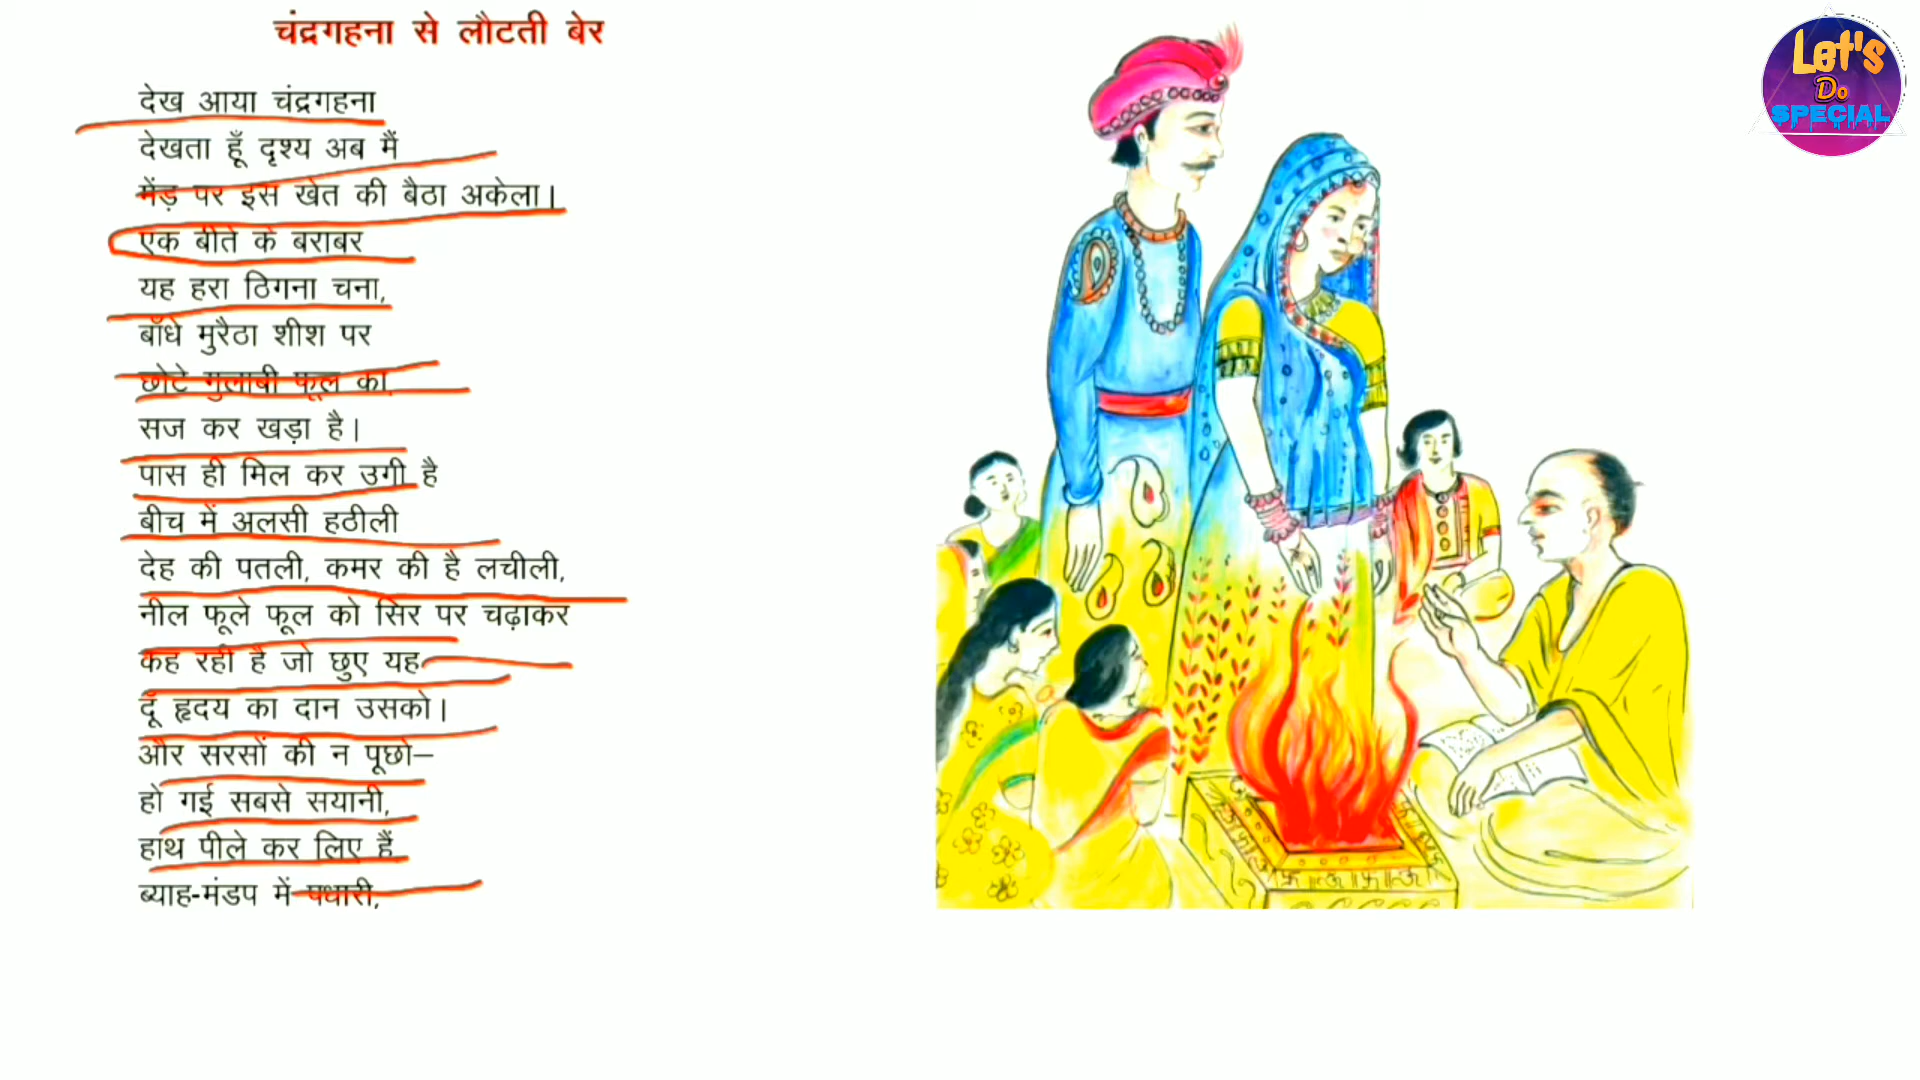 चंद्रगहना से लौटती बेर
देख आया चंद्रगहना
देखता हूँ दृश्य अब मैं
मेंड़ पर इस खेत की बैठा अकेला।
एक बीते के बराबर
यह हरा ठिगना चना,
बाँधे मुरैठा शीश पर
छोटे गुलाबी फूल का,
सज कर खड़ा है।
पास ही मिल कर उगी है
बीच में अलसी हठीली
देह की पतली, कमर की है लचीली,
नील फूले फूल को सिर पर चढ़ाकर
कह रही है जो छुए यह
दूँ हृदय का दान उसको।
और सरसों की न पूछो—
हो गई सबसे सयानी,
हाथ पीले कर लिए हैं
ब्याह-मंडप में पधारी,
Let's
Do
SPECIAL